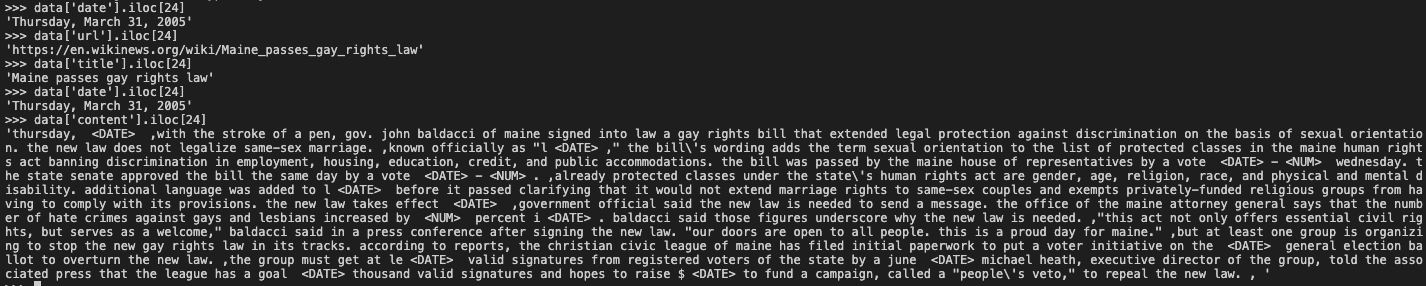 >>> data['date'].iloc[24]
'Thursday, March 31, 2005'
>>> data['url'].iloc[24]
'https://en.wikinews.org/wiki/Maine_passes_gay_rights_law'
>>> data['title'].iloc[24]
'Maine passes gay rights law'
>>> data['date'].iloc[24]
'Thursday, March 31, 2005'
>>> data['content'].iloc[24]
'thursday,  <DATE>  ,with the stroke of a pen, gov. john baldacci of maine signed into law a gay rights bill that extended legal protection against discrimination on the basis of sexual orientatio
n. the new law does not legalize same-sex marriage. ,known officially as "l <DATE> ," the bill\'s wording adds the term sexual orientation to the list of protected classes in the maine human right
s act banning discrimination in employment, housing, education, credit, and public accommodations. the bill was passed by the maine house of representatives by a vote  <DATE> – <NUM>  wednesday. t
he state senate approved the bill the same day by a vote  <DATE> – <NUM> . ,already protected classes under the state\'s human rights act are gender, age, religion, race, and physical and mental d
isability. additional language was added to l <DATE>  before it passed clarifying that it would not extend marriage rights to same-sex couples and exempts privately-funded religious groups from ha
ving to comply with its provisions. the new law takes effect  <DATE>  ,government official said the new law is needed to send a message. the office of the maine attorney general says that the numb
er of hate crimes against gays and lesbians increased by  <NUM>  percent i <DATE> . baldacci said those figures underscore why the new law is needed. ,"this act not only offers essential civil rig
hts, but serves as a welcome," baldacci said in a press conference after signing the new law. "our doors are open to all people. this is a proud day for maine." ,but at least one group is organizi
ng to stop the new gay rights law in its tracks. according to reports, the christian civic league of maine has filed initial paperwork to put a voter initiative on the  <DATE>  general election ba
llot to overturn the new law. ,the group must get at le <DATE>  valid signatures from registered voters of the state by a june  <DATE> michael heath, executive director of the group, told the asso
ciated press that the league has a goal  <DATE> thousand valid signatures and hopes to raise $ <DATE> to fund a campaign, called a "people\'s veto," to repeal the new law. , '
>>>